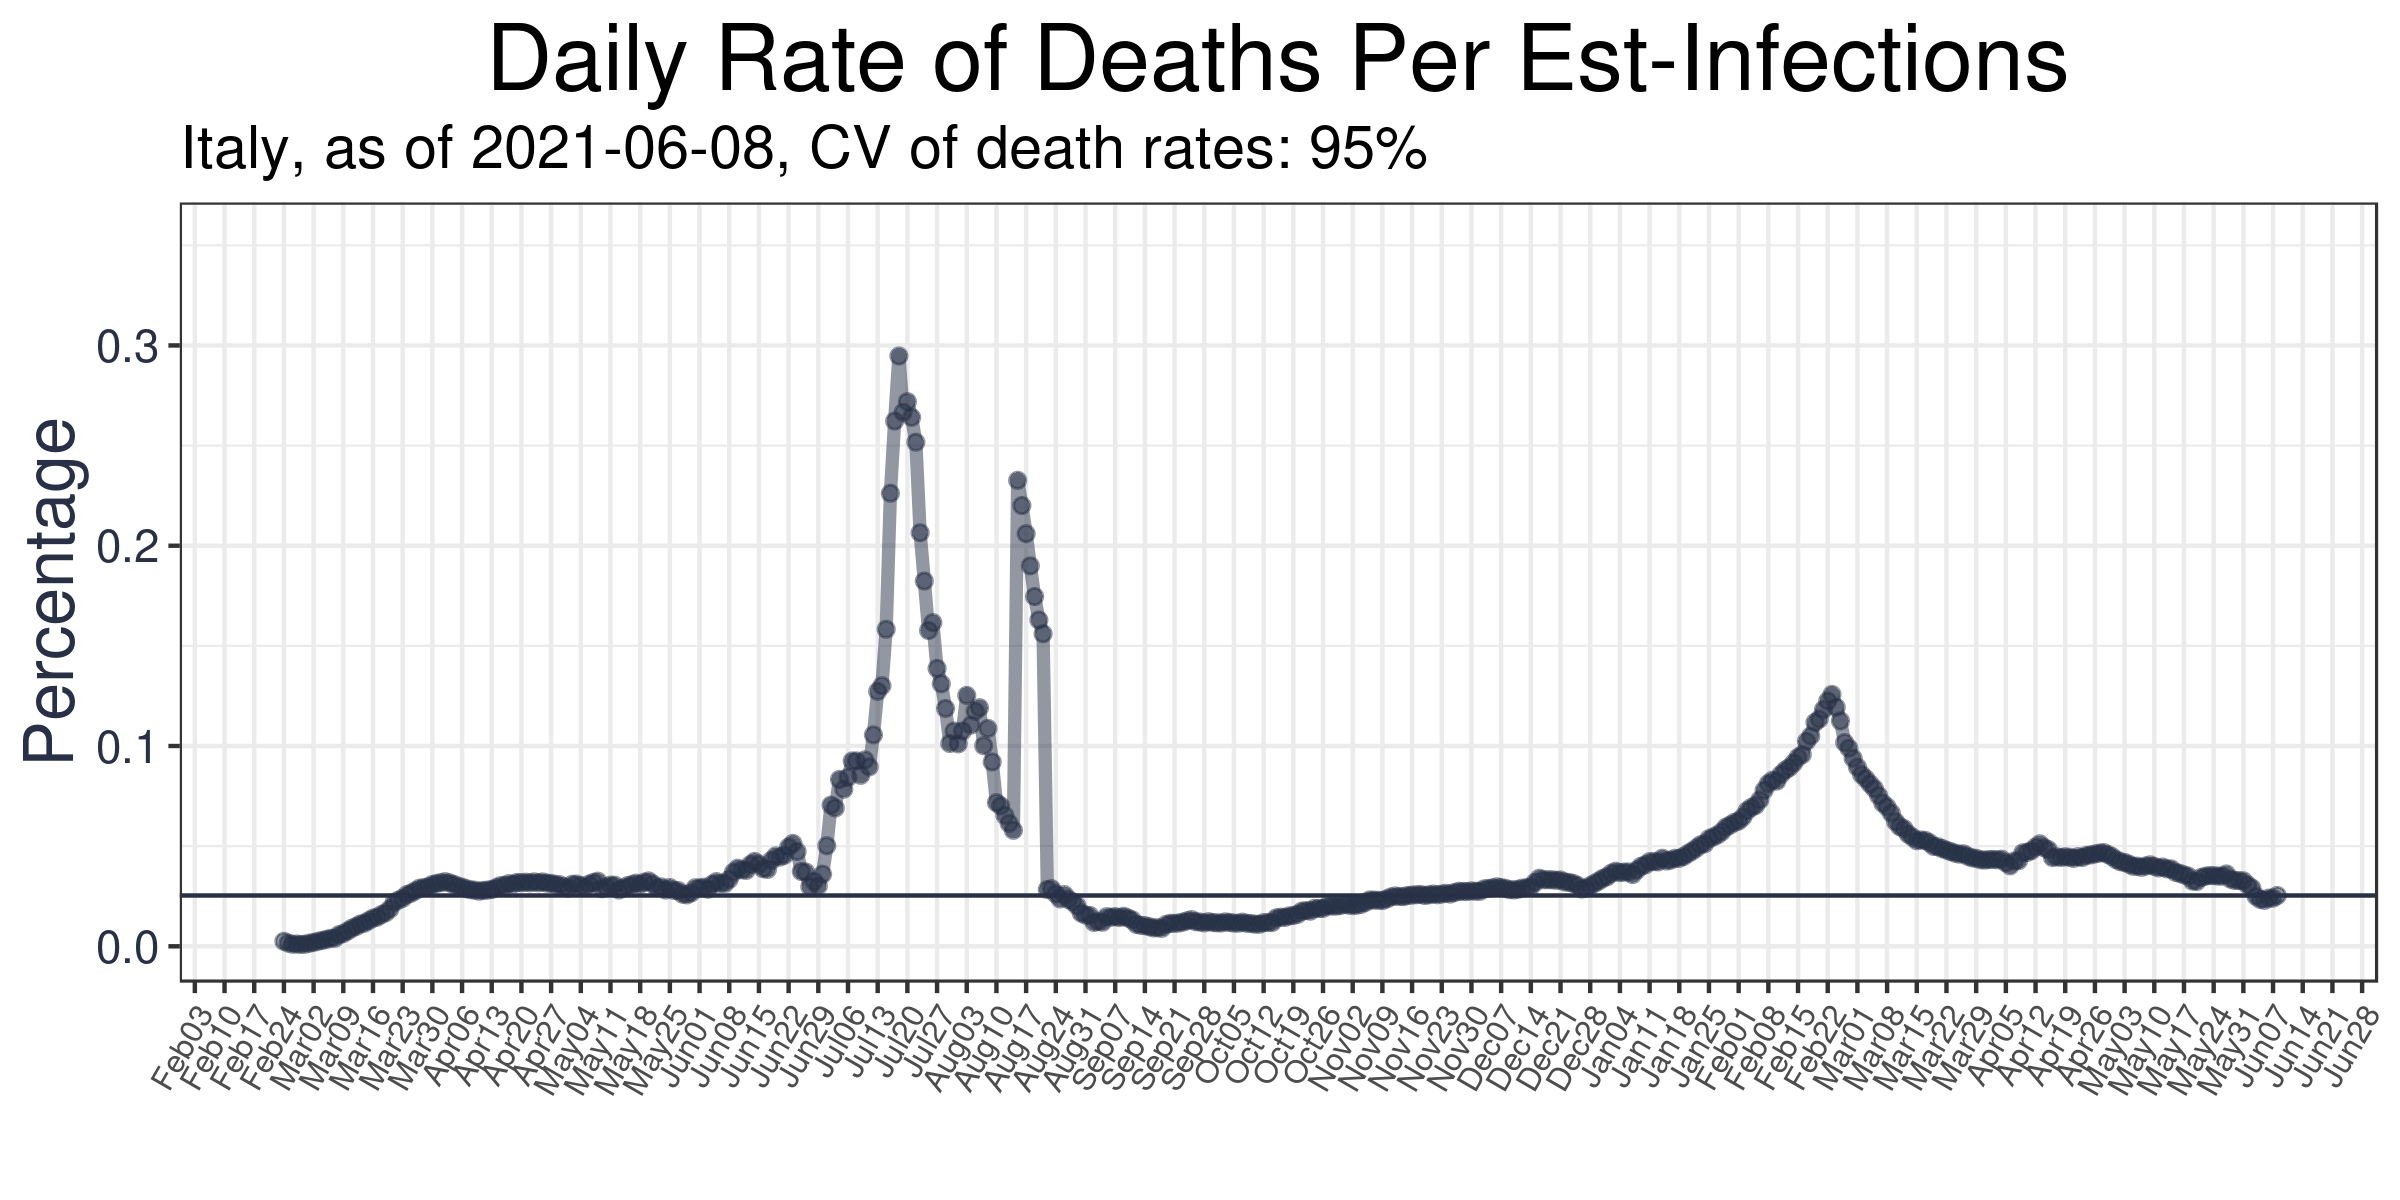 Daily Rate of Deaths Per Est-Infections
Italy, as of 2021-06-08, CV of death rates: 95%
Percentage
0.3
0.2
0.1
0.0
Feb03
Feb10
Feb17
Feb24
Mar02
Mar09
Mar16
Mar23
Mar30
Apr06
Apr13
Apr20
Apr27
May04
May11
May18
May25
Jun01
Jun08
Jun15
Jun22
Jun29
Jul06
Jul13
Jul20
Jul27
Aug03
Aug10
Aug17
Aug24
Aug31
Sep07
Sep14
Sep21
Sep28
Oct05
Oct12
Oct19
Oct26
Nov02
Nov09
Nov16
Nov23
Nov30
Dec07
Dec14
Dec21
Dec28
Jan04
Jan11
Jan18
Jan25
Feb01
Feb08
Feb15
Feb22
Mar01
Mar08
Mar15
Mar22
Mar29
Apr05
Apr12
Apr19
Apr26
May03
May10
May17
May24
May31
Jun07
Jun14
Jun21
Jun28